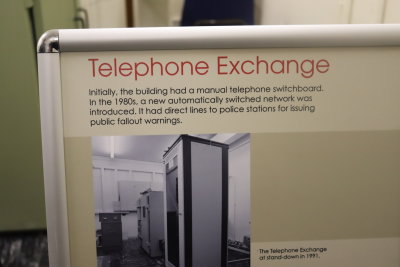 Telephone Exchange
Initially, the building had a manual telephone switchboard.
In the 1980s, a new automatically switched network was
introduced. It had direct lines to police stations for issuing
public fallout warnings.
The Telephone Exchange
at stand-down in 1991.